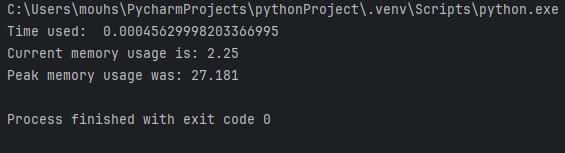 C:\Users\mouhs\PycharmProjects\pythonProject\.venv\Scripts\python.exe
Time used:  0.00045629998203366995
Current memory usage is: 2.25
Peak memory usage was: 27.181
Process finished with exit code 0